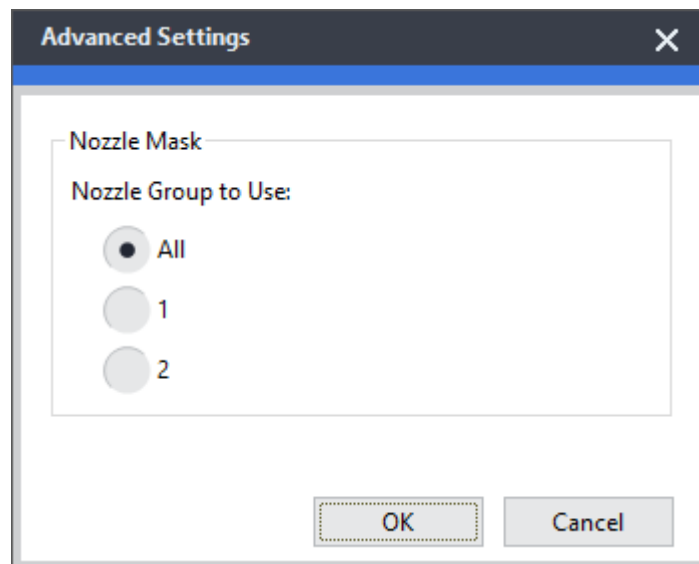 Advanced Settings
Nozzle Mask
Nozzle Group to Use:
All
1
2
OK Cancel